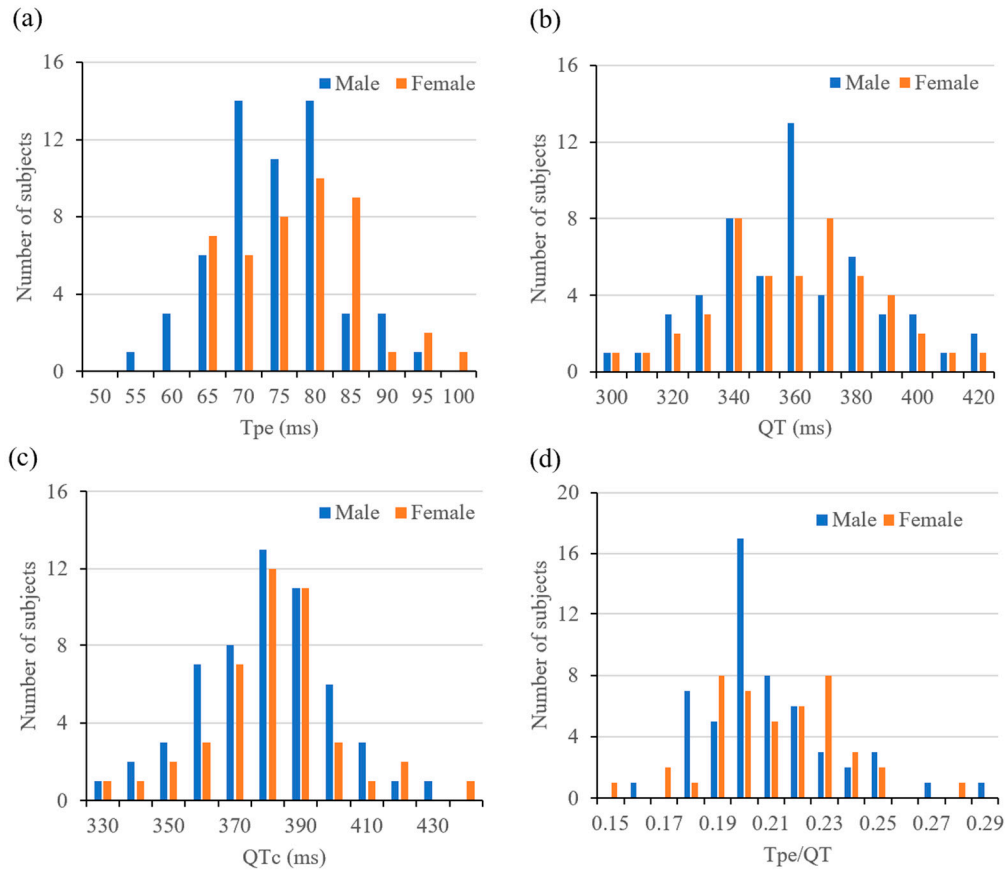 (a)
16
12
8
4
0
Number of subjects
Male Female
50 55 60 65 70 75 80 85 90 95 100
Tpe (ms)
(b)
16
12
8
4
0
Number of subjects
Male Female
300 320 340 360 380 400 420
QT (ms)
(c)
16
12
8
4
0
Number of subjects
Male Female
330 350 370 390 410 430
QTc (ms)
(d)
20
16
12
8
4
0
Number of subjects
Male Female
0.15 0.17 0.19 0.21 0.23 0.25 0.27 0.29
Tpe/QT